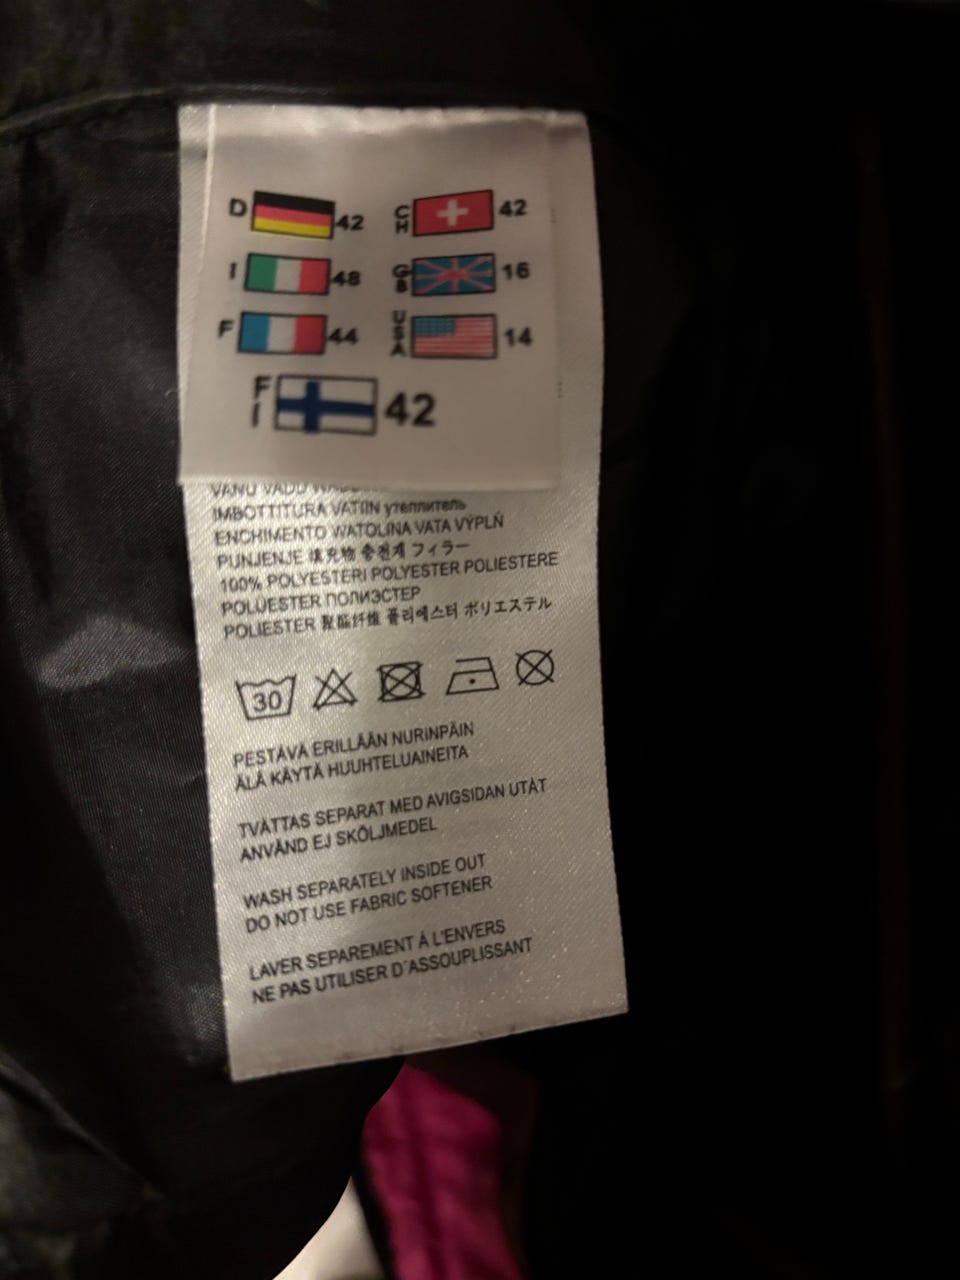 D 42 CH 42
I 48 GB 16
F 44 USA 14
FI 42
IMBOTTITURA VATIIN утеплитель
ENCHIMENTO WATOLINA VATA VÝPLŇ
PUNJENJE 填充物 충전재 フィラー
100% POLYESTERI POLYESTER POLIESTERE
POLÜESTER ПОЛИЭСТЕР
POLIESTER 聚酯纤维 폴리에스터 ポリエステル
30
PESTÄVÄ ERILLÄÄN NURINPÄIN
ÄLÄ KÄYTÄ HUUHTELUAINEITA
TVÄTTAS SEPARAT MED AVIGSIDAN UTÅT
ANVÄND EJ SKÖLJMEDEL
WASH SEPARATELY INSIDE OUT
DO NOT USE FABRIC SOFTENER
LAVER SEPAREMENT À L'ENVERS
NE PAS UTILISER D´ASSOUPLISSANT